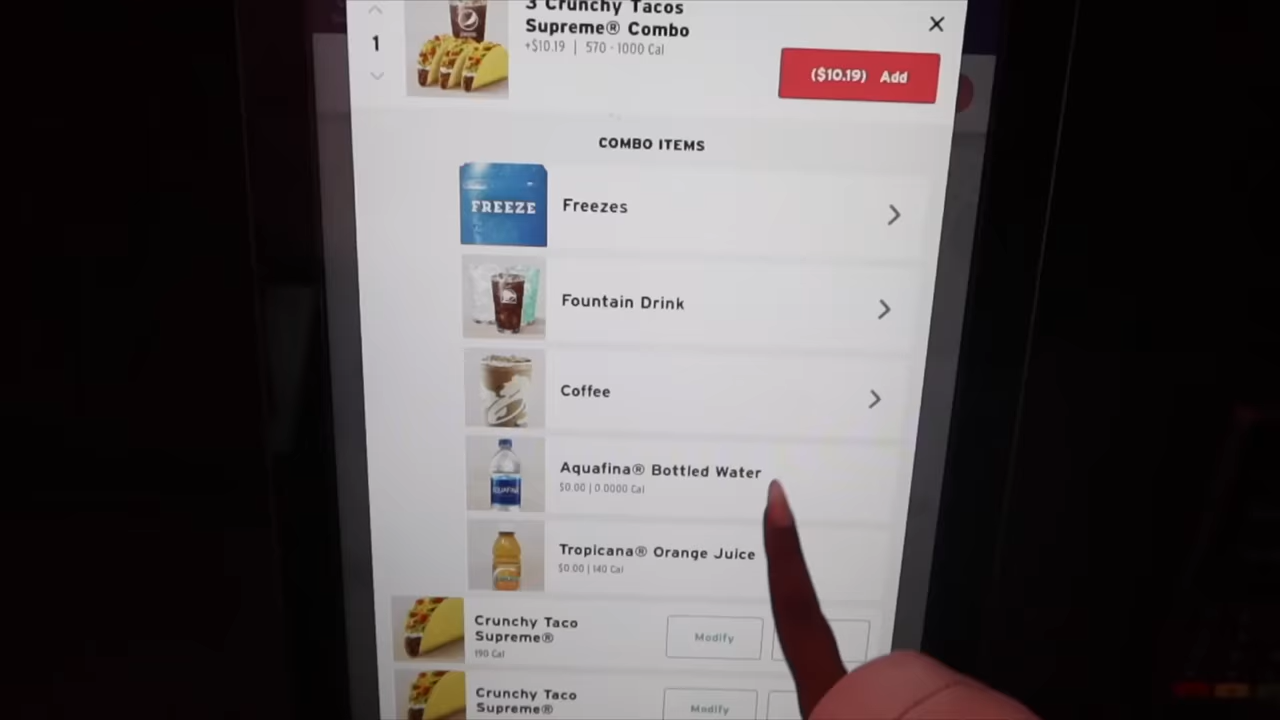 3 Crunchy Tacos
Supreme® Combo
+$10.19 | 570 - 1000 Cal
1
($10.19) Add
COMBO ITEMS
FREEZE
Freezes
Fountain Drink
Coffee
Aquafina® Bottled Water
$0.00 | 0.0000 Cal
AQUAFINA
Tropicana® Orange Juice
$0.00 | 140 Cal
Crunchy Taco
Supreme®
190 Cal
Modify
Crunchy Taco
Supreme®
Modify